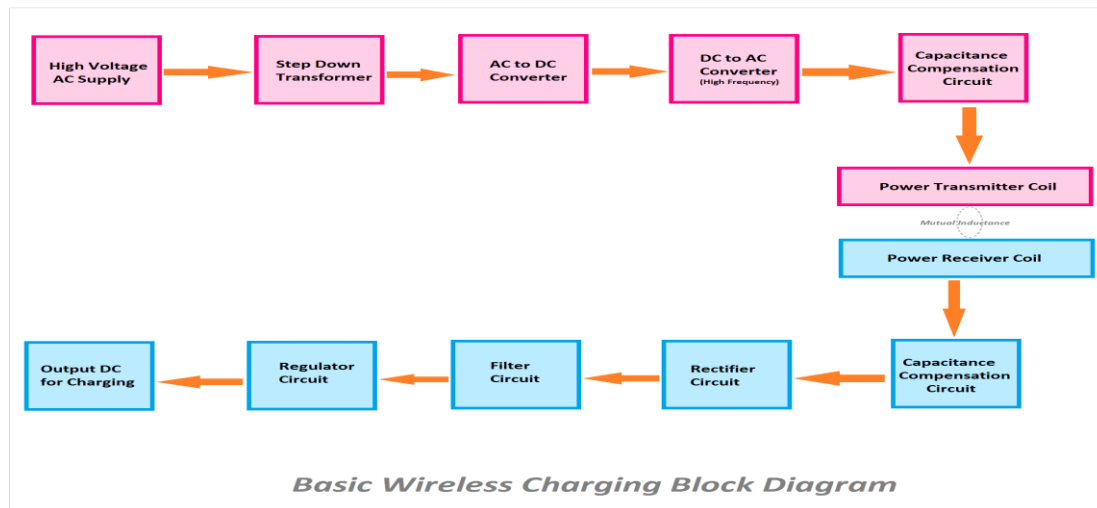 High Voltage
AC Supply
Step Down
Transformer
AC to DC
Converter
DC to AC
Converter
(High Frequency)
Capacitance
Compensation
Circuit
Power Transmitter Coil
Mutual Inductance
Power Receiver Coil
Output DC
for Charging
Regulator
Circuit
Filter
Circuit
Rectifier
Circuit
Capacitance
Compensation
Circuit
Basic Wireless Charging Block Diagram